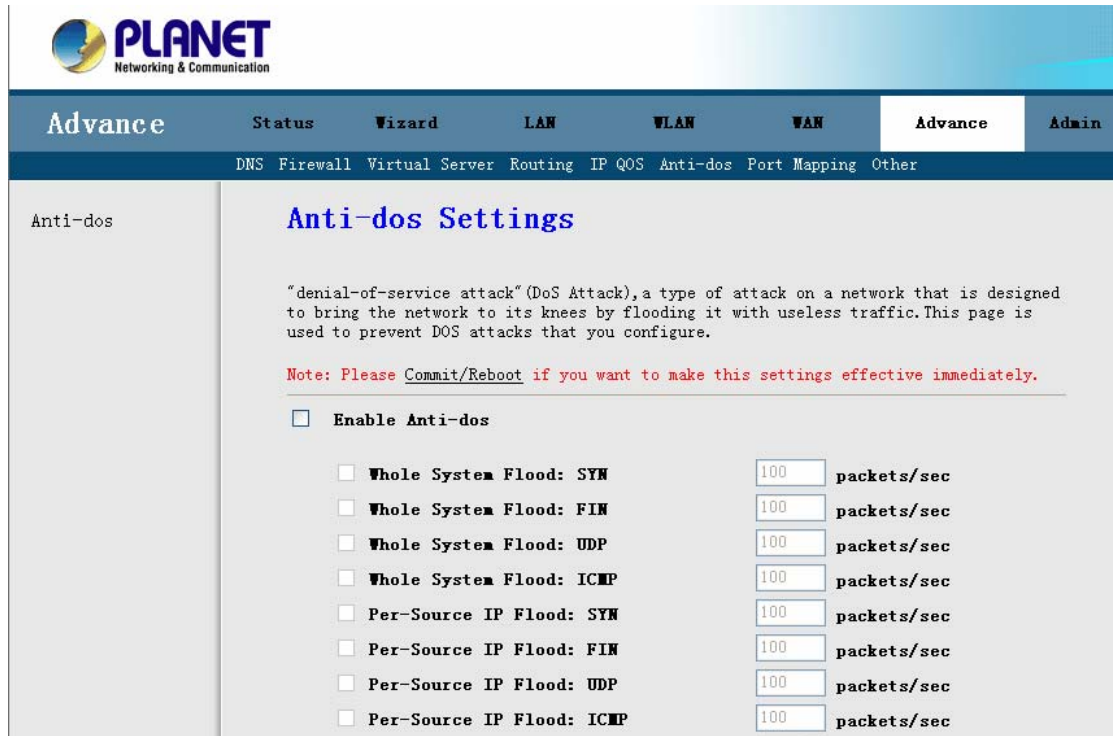 PLANET
Networking & Communication
Advance
Status Wizard LAN WLAN WAN Advance Admin
DNS Firewall Virtual Server Routing IP QOS Anti-dos Port Mapping Other
Anti-dos
Anti-dos Settings
"denial-of-service attack"(DoS Attack),a type of attack on a network that is designed
to bring the network to its knees by flooding it with useless traffic.This page is
used to prevent DOS attacks that you configure.
Note: Please Commit/Reboot if you want to make this settings effective immediately.
Enable Anti-dos
Whole System Flood: SYN 100 packets/sec
Whole System Flood: FIN 100 packets/sec
Whole System Flood: UDP 100 packets/sec
Whole System Flood: ICMP 100 packets/sec
Per-Source IP Flood: SYN 100 packets/sec
Per-Source IP Flood: FIN 100 packets/sec
Per-Source IP Flood: UDP 100 packets/sec
Per-Source IP Flood: ICMP 100 packets/sec